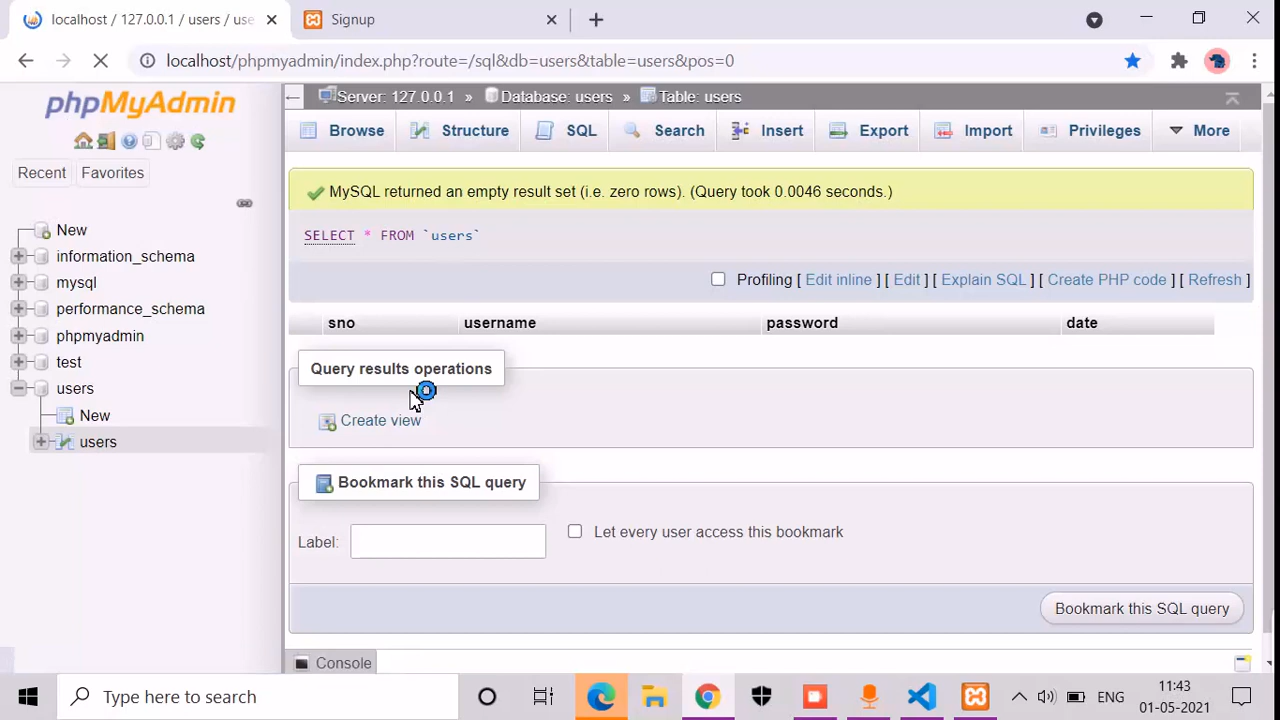 localhost / 127.0.0.1 / users / use
Signup
localhost/phpmyadmin/index.php?route=/sql&db=users&table=users&pos=0
phpMyAdmin
Recent
Favorites
New
information_schema
mysql
performance_schema
phpmyadmin
test
users
New
users
Server: 127.0.0.1 » Database: users » Table: users
Browse Structure SQL Search Insert Export Import Privileges More
MySQL returned an empty result set (i.e. zero rows). (Query took 0.0046 seconds.)
SELECT * FROM `users`
Profiling [ Edit inline ] [ Edit ] [ Explain SQL ] [ Create PHP code ] [ Refresh ]
sno username password date
Query results operations
Create view
Bookmark this SQL query
Label:
Let every user access this bookmark
Bookmark this SQL query
Console
Type here to search
ENG
11:43
01-05-2021